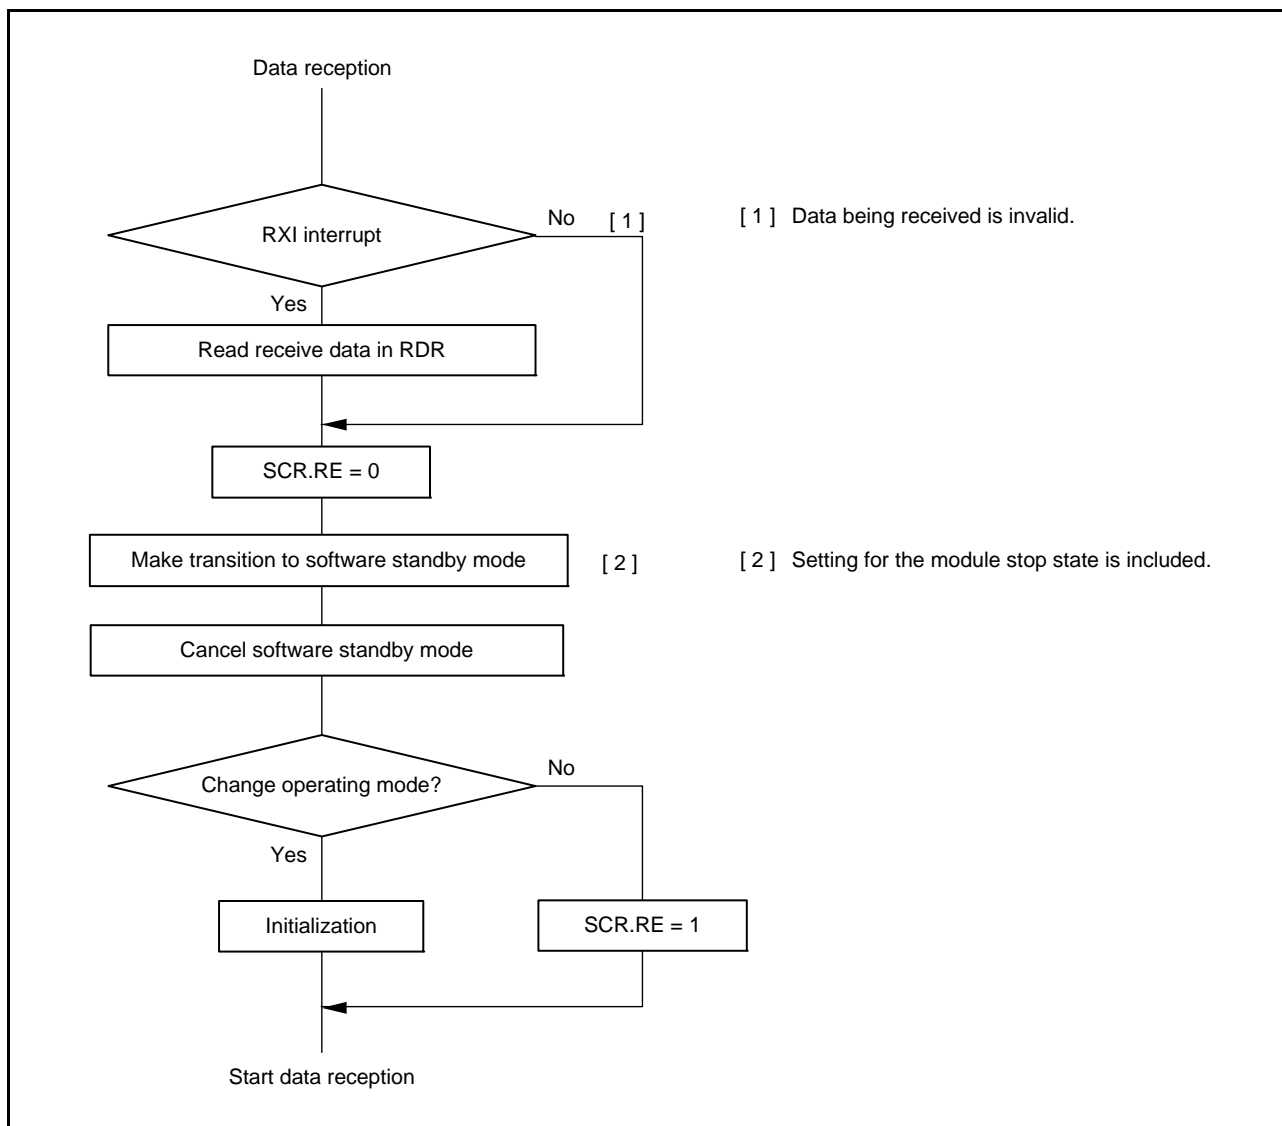 Data reception
No [ 1 ]
[ 1 ] Data being received is invalid.
RXI interrupt
Yes
Read receive data in RDR
SCR.RE = 0
Make transition to software standby mode
[ 2 ]
[ 2 ] Setting for the module stop state is included.
Cancel software standby mode
Change operating mode?
No
Yes
Initialization
SCR.RE = 1
Start data reception